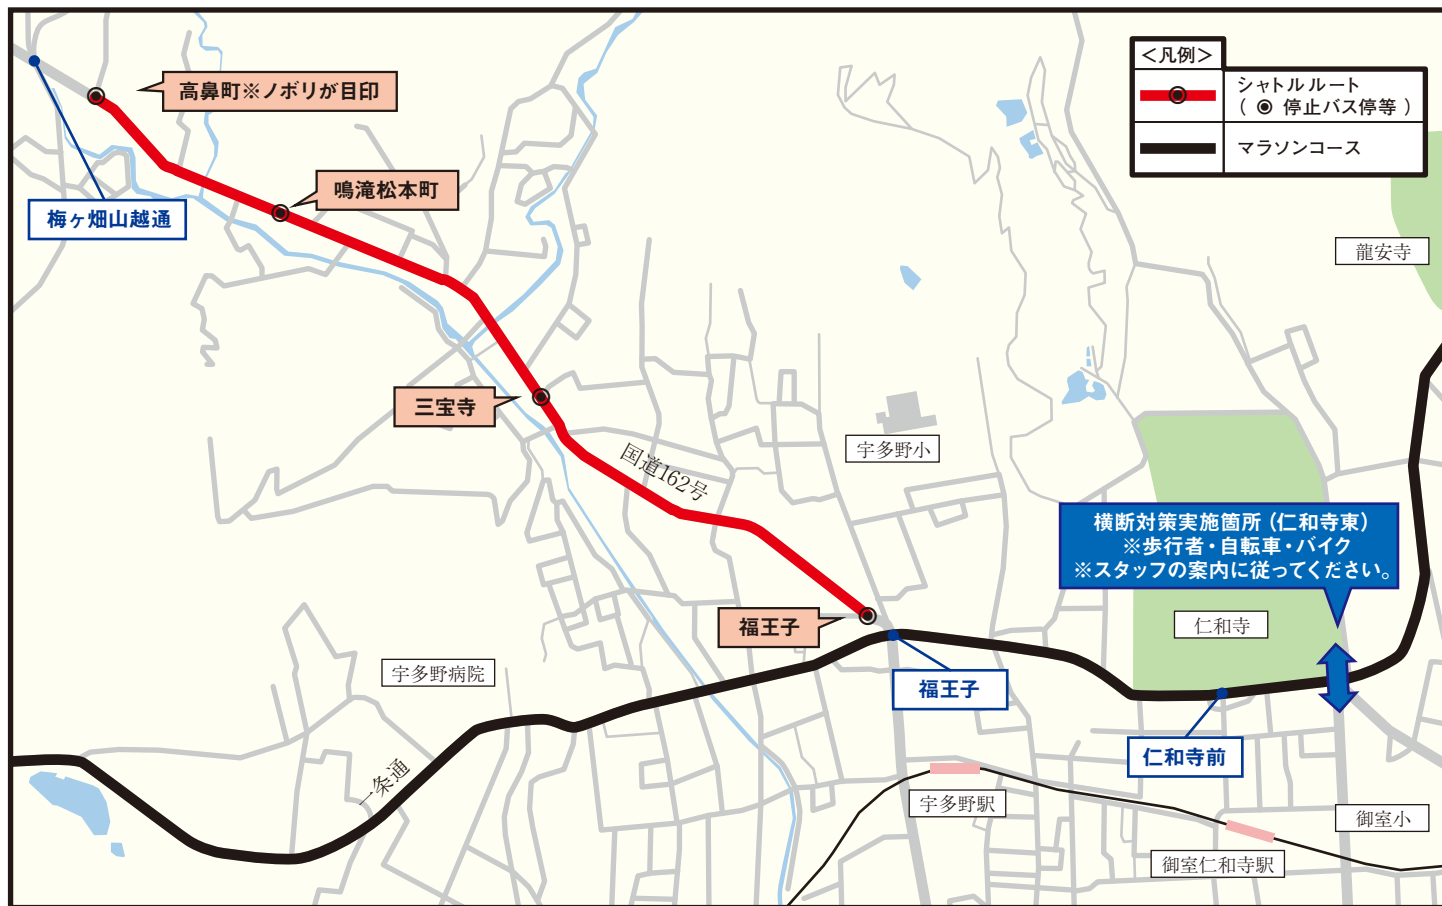 <凡例>
シャトルルート
( ◉ 停止バス停等 )
マラソンコース
高鼻町※ノボリが目印
鳴滝松本町
梅ヶ畑山越通
龍安寺
三宝寺
宇多野小
国道162号
横断対策実施箇所（仁和寺東）
※歩行者・自転車・バイク
※スタッフの案内に従ってください。
福王子
仁和寺
宇多野病院
福王子
仁和寺前
一条通
宇多野駅
御室小
御室仁和寺駅